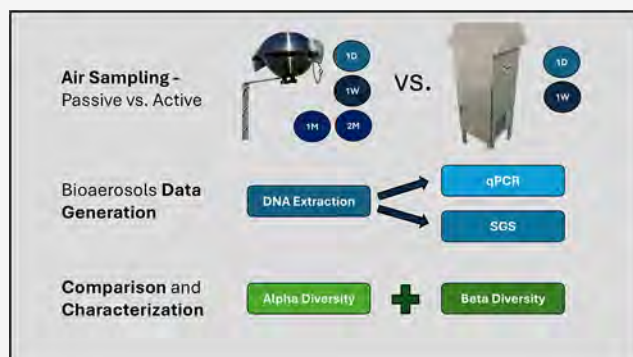 Air Sampling -
Passive vs. Active
1D
1W
1M
2M
VS.
1D
1W
Bioaerosols Data
Generation
DNA Extraction
qPCR
SGS
Comparison and
Characterization
Alpha Diversity
Beta Diversity